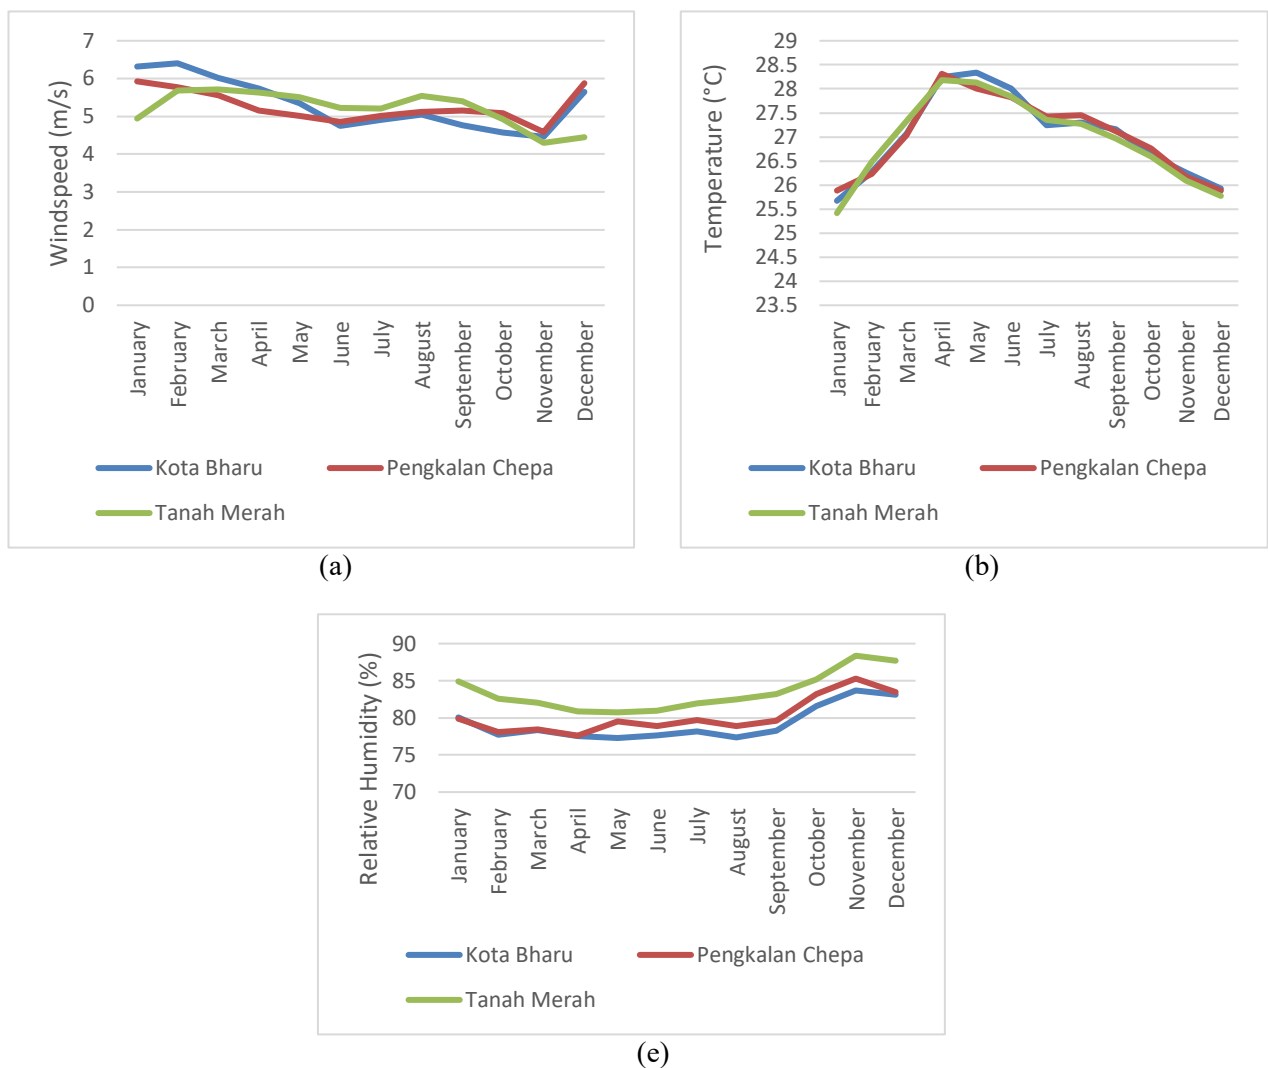 Windspeed (m/s)
7
6
5
4
3
2
1
0
January
February
March
April
May
June
July
August
September
October
November
December
Kota Bharu
Pengkalan Chepa
Tanah Merah
(a)
Temperature (°C)
29
28.5
28
27.5
27
26.5
26
25.5
25
24.5
24
23.5
January
February
March
April
May
June
July
August
September
October
November
December
Kota Bharu
Pengkalan Chepa
Tanah Merah
(b)
Relative Humidity (%)
90
85
80
75
70
January
February
March
April
May
June
July
August
September
October
November
December
Kota Bharu
Pengkalan Chepa
Tanah Merah
(e)